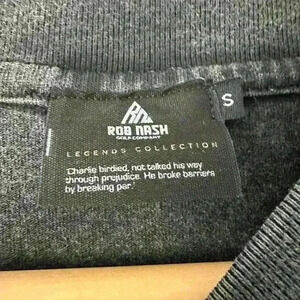 ROB NASH
GOLF COMPANY
S
LEGENDS COLLECTION
Charlie birdied, not talked his way
through prejudice. He broke barriers
by breaking par.'